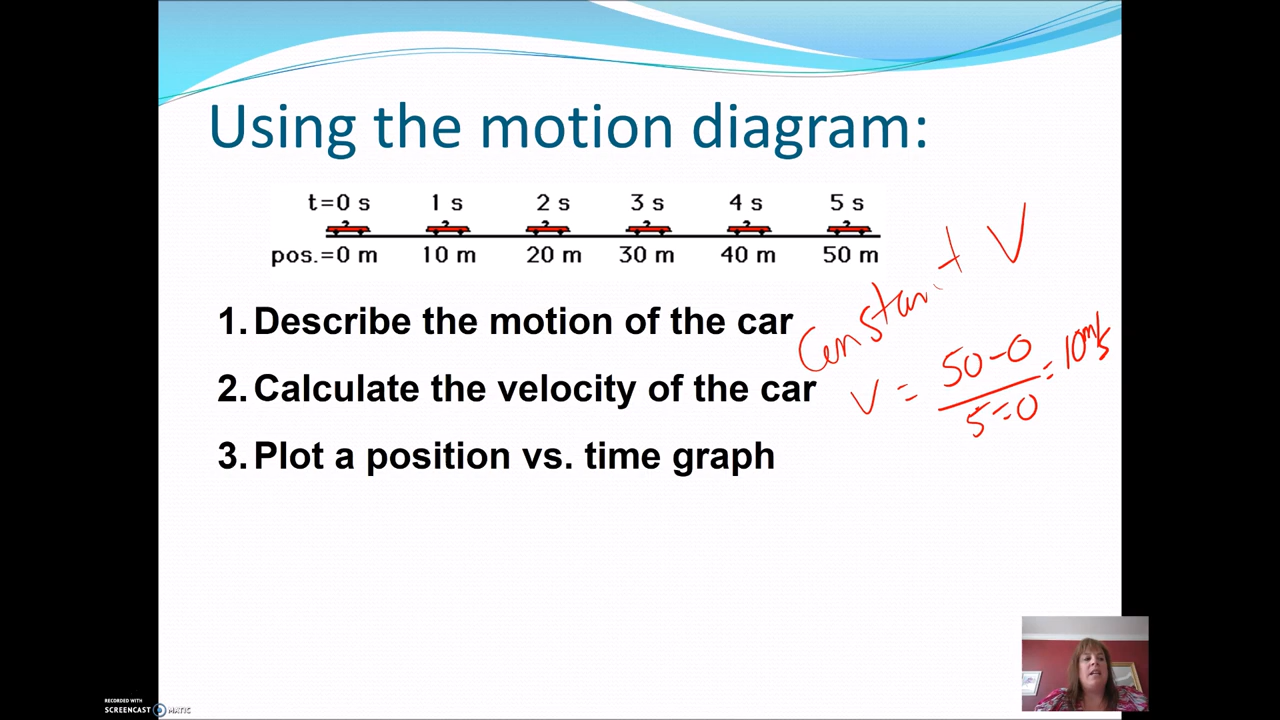 Using the motion diagram:
t=0 s 1 s 2 s 3 s 4 s 5 s
pos.=0 m 10 m 20 m 30 m 40 m 50 m
Constant V
1. Describe the motion of the car
2. Calculate the velocity of the car
V = 50-0 / 5-0 = 10 m/s
3. Plot a position vs. time graph
RECORDED WITH
SCREENCAST MATIC